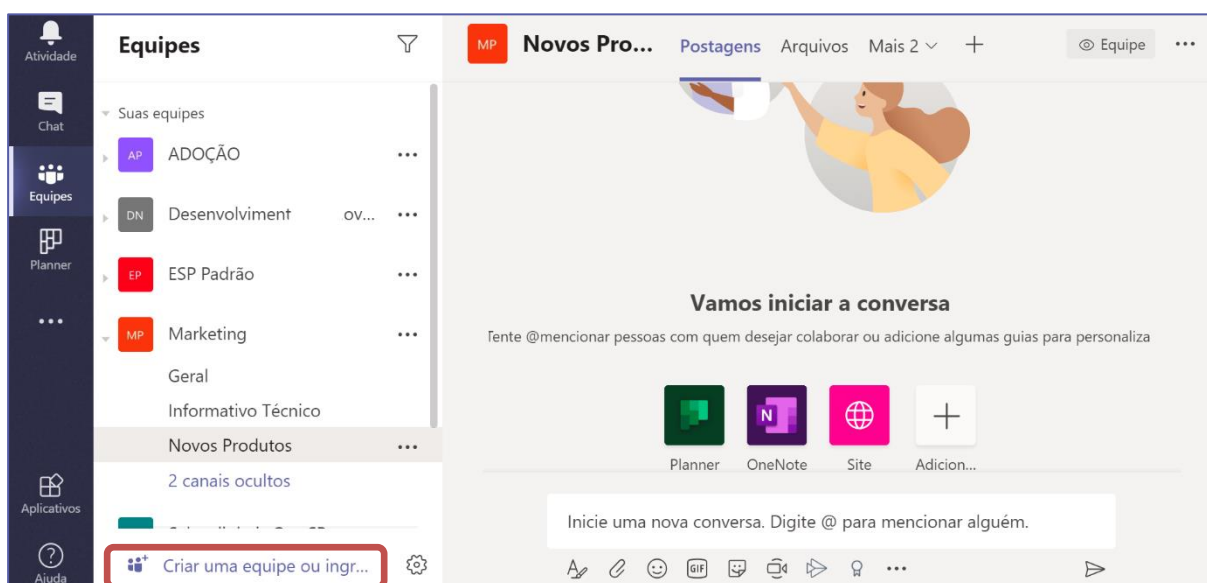 Atividade
Chat
Equipes
Planner
Aplicativos
Ajuda
Equipes
Suas equipes
AP ADOÇÃO
DN Desenvolviment ov...
EP ESP Padrão
MP Marketing
Geral
Informativo Técnico
Novos Produtos
2 canais ocultos
Criar uma equipe ou ingr...
MP Novos Pro... Postagens Arquivos Mais 2 Equipe
Vamos iniciar a conversa
Tente @mencionar pessoas com quem desejar colaborar ou adicione algumas guias para personaliza
N
Planner OneNote Site Adicion...
Inicie uma nova conversa. Digite @ para mencionar alguém.
GIF